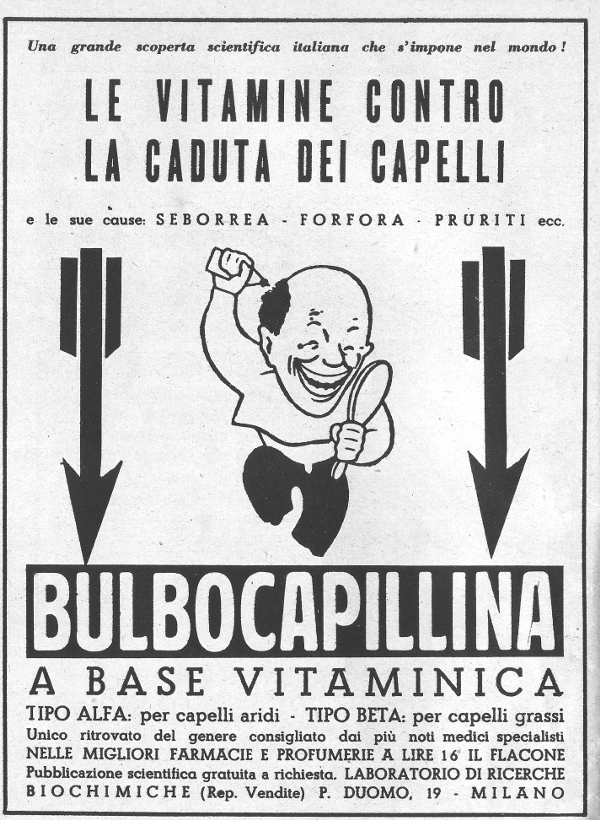 Una grande scoperta scientifica italiana che s'impone nel mondo!
LE VITAMINE CONTRO
LA CADUTA DEI CAPELLI
e le sue cause: SEBORREA - FORFORA - PRURITI ecc.
BULBOCAPILLINA
A BASE VITAMINICA
TIPO ALFA: per capelli aridi - TIPO BETA: per capelli grassi
Unico ritrovato del genere consigliato dai più noti medici specialisti
NELLE MIGLIORI FARMACIE E PROFUMERIE A LIRE 16 IL FLACONE
Pubblicazione scientifica gratuita a richiesta. LABORATORIO DI RICERCHE
BIOCHIMICHE (Rep. Vendite) P. DUOMO, 19 - MILANO